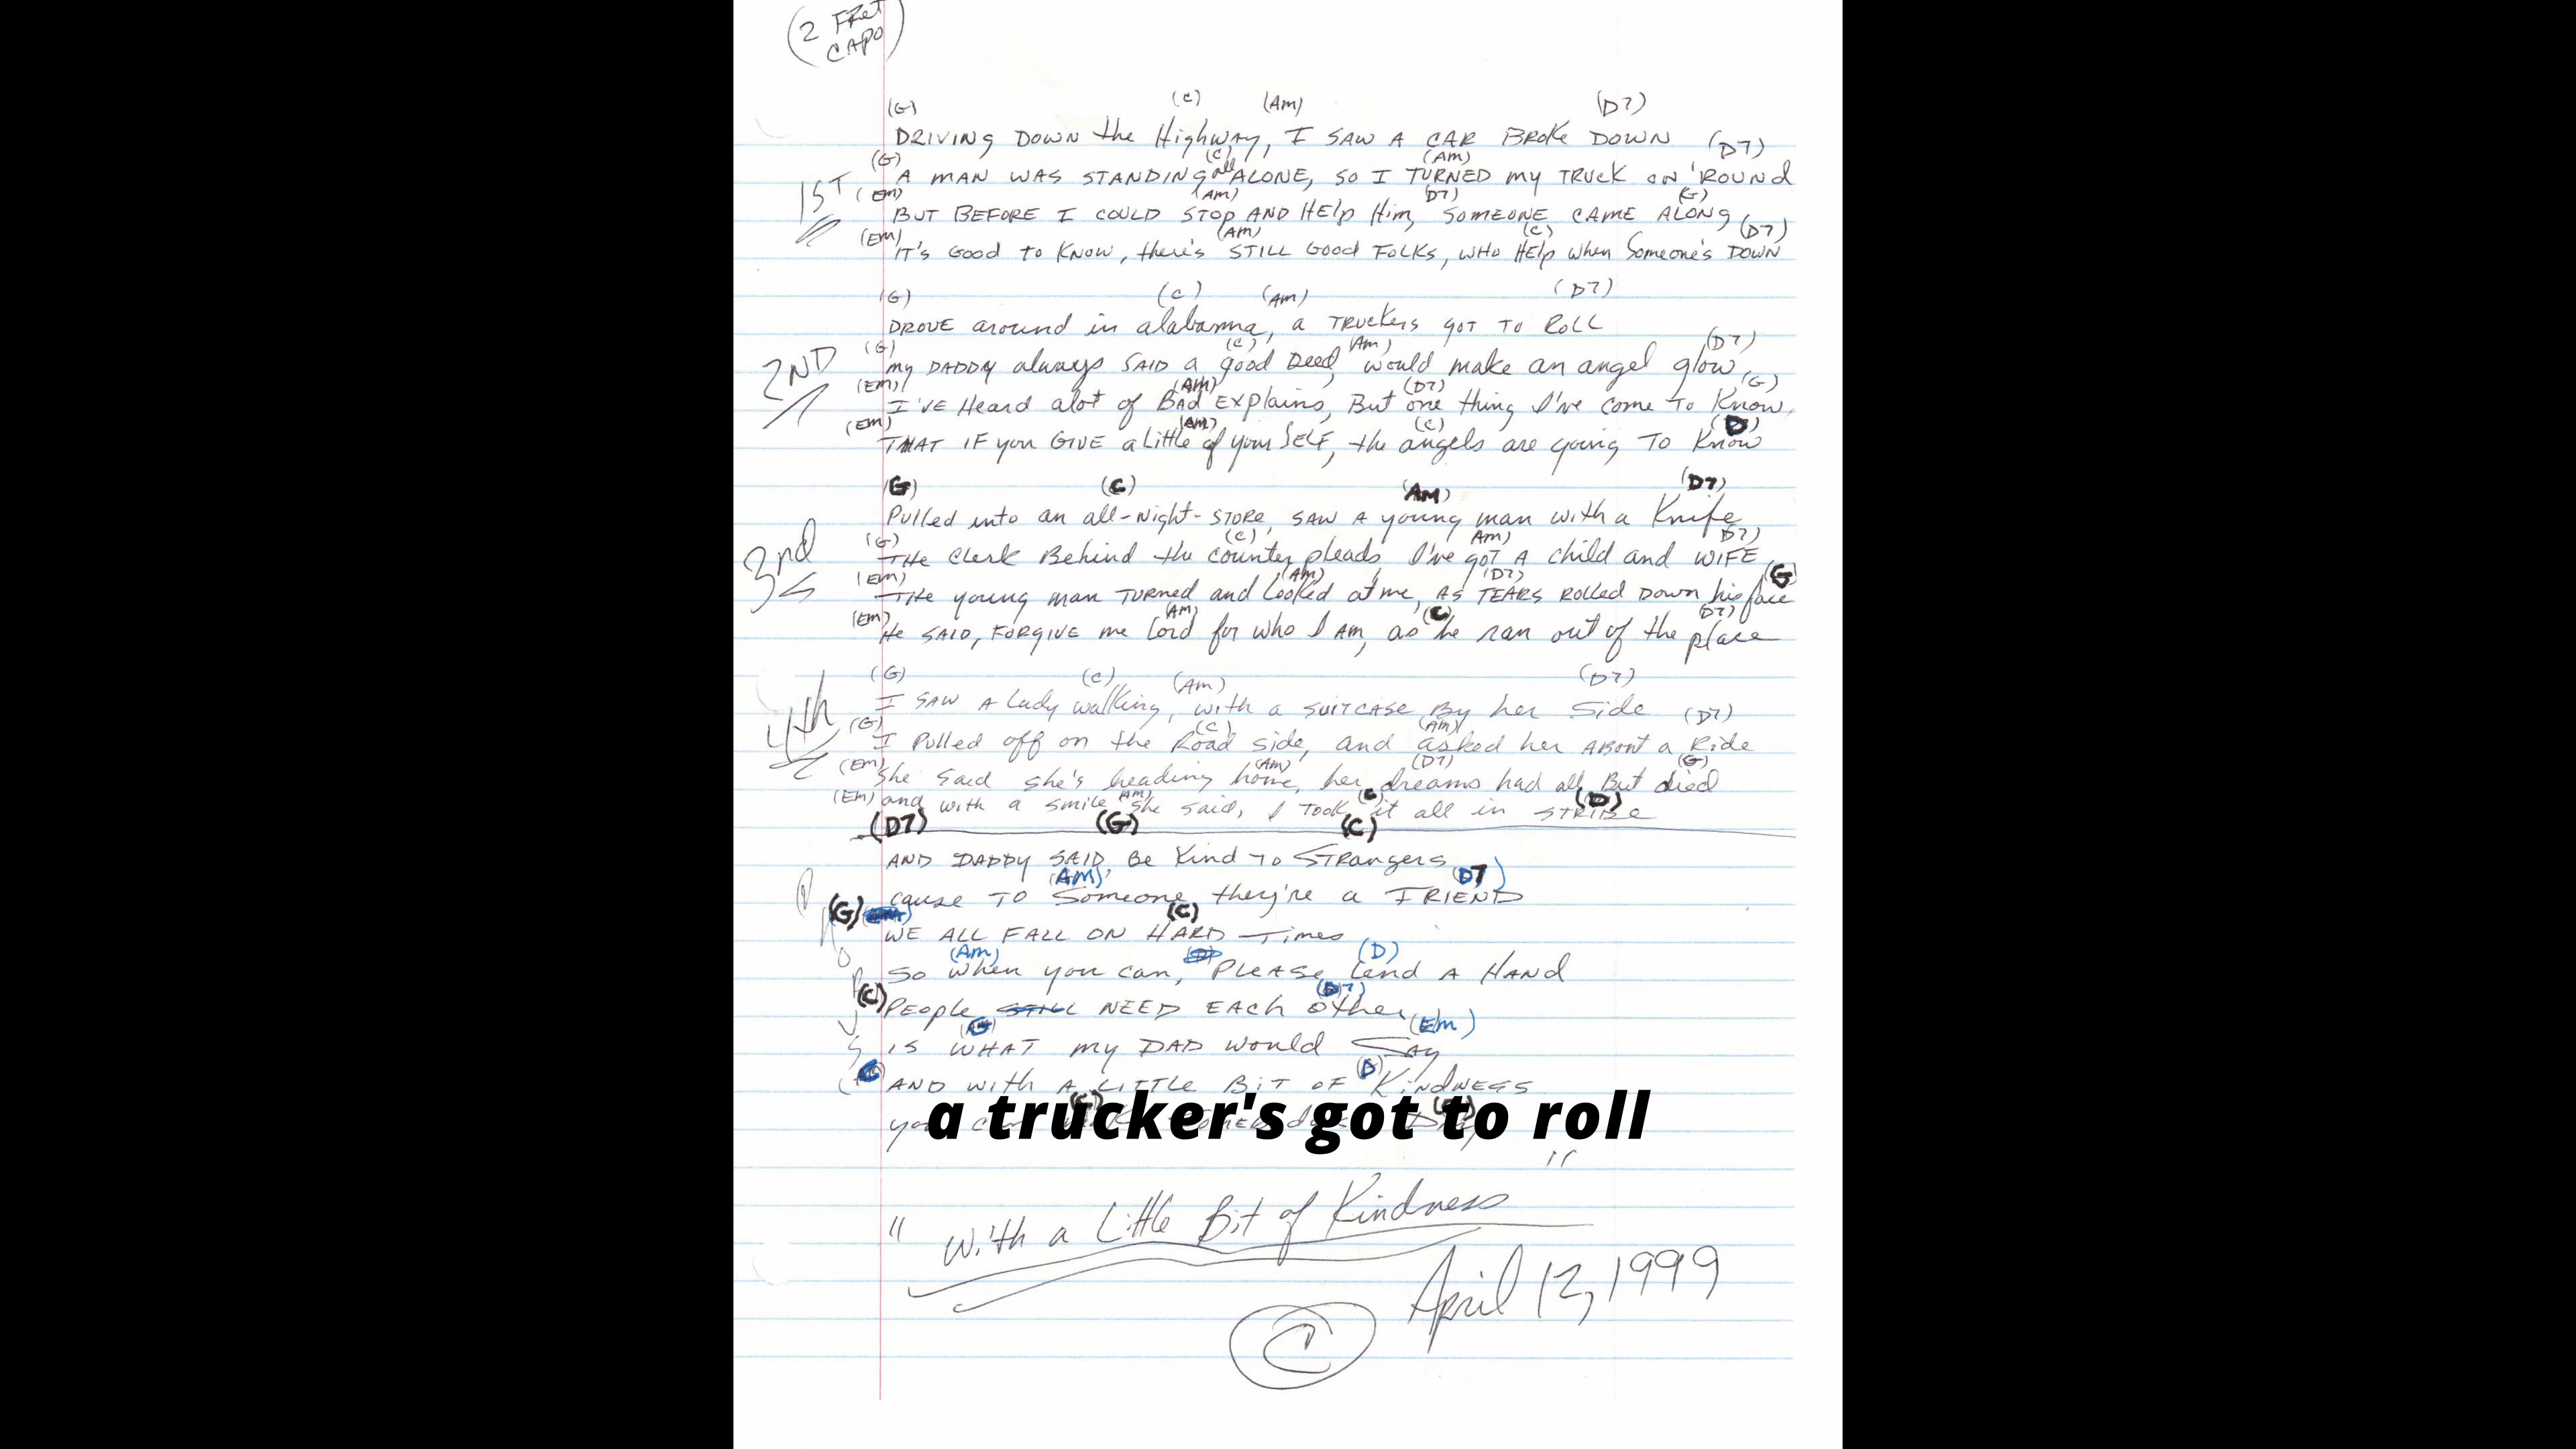 (2 FRet
CAPO)
(G) (C) (Am) (D7)
DRIVING DOWN the Highway, I SAW A CAR BROKE DOWN
(G) (C) (Am) (D7)
A MAN WAS STANDING all ALONE, SO I TURNED my TRUCK ON 'ROUND
1ST
(Em) (Am) (D7) (G)
BUT BEFORE I COULD STOP AND HELP Him, SOMEONE CAME ALONG
(Em) (Am) (C) (D7)
IT'S GOOD TO KNOW, there's STILL GOOD FOLKS, WHO HElp when Someone's DOWN
(G) (C) (Am) (D7)
DROVE around in alabama, a TRUCKERS GOT TO ROLL
2ND
(G) (C) (Am) (D7)
my DADDY always SAID a good Deed, would make an angel glow
(Em) (Am) (D7) (G)
I'VE Heard alot of BAD EXPlains, But one thing I've come To Know,
(Em) (Am) (C) (D)
THAT IF you GIVE a Little of your SELF, the angels are going TO Know
(G) (C) (Am) (D7)
Pulled into an all-Night-STORE, SAW A young man with a Knife
3rd
(G) (C) (Am) (D7)
THE Clerk Behind the counter pleads, I've got A child and WIFE
(Em) (Am) (D7) (G)
THE young man TURNED and Looked at me, AS TEARS ROLLED DOWN his face
(Em) (AM) (C) (D7)
He SAID, FORGIVE me Lord for who I AM, as he ran out of the place
(G) (C) (Am) (D7)
I SAW A Lady walking, with a SUITCASE By her Side
4th
(G) (C) (Am) (D7)
I Pulled off on the Road side, and asked her ABOUT a Ride
(Em) (Am) (D7) (G)
She Said she's heading home, her dreams had all But died
(Em) (AM) (C) (D)
and with a smile she said, I TOOK it all in STRIDE
(D7) (G) (C)
AND DADDY SAID, Be Kind TO STRangers
(AM) (D7)
cause TO Someone they're a FRIEND
(G) (C)
WE ALL FALL ON HARD Times
(Am) (D)
SO when you can, PLEASE Lend A HAND
(C) (D7)
PEOPle STILL NEED EACH Other
(G) (Em)
IS WHAT my DAD would Say
(C) (D)
AND with A LITTLE BIT OF KindNESS
a trucker's got to roll
"With a Little Bit of Kindness"
April 12, 1999
©